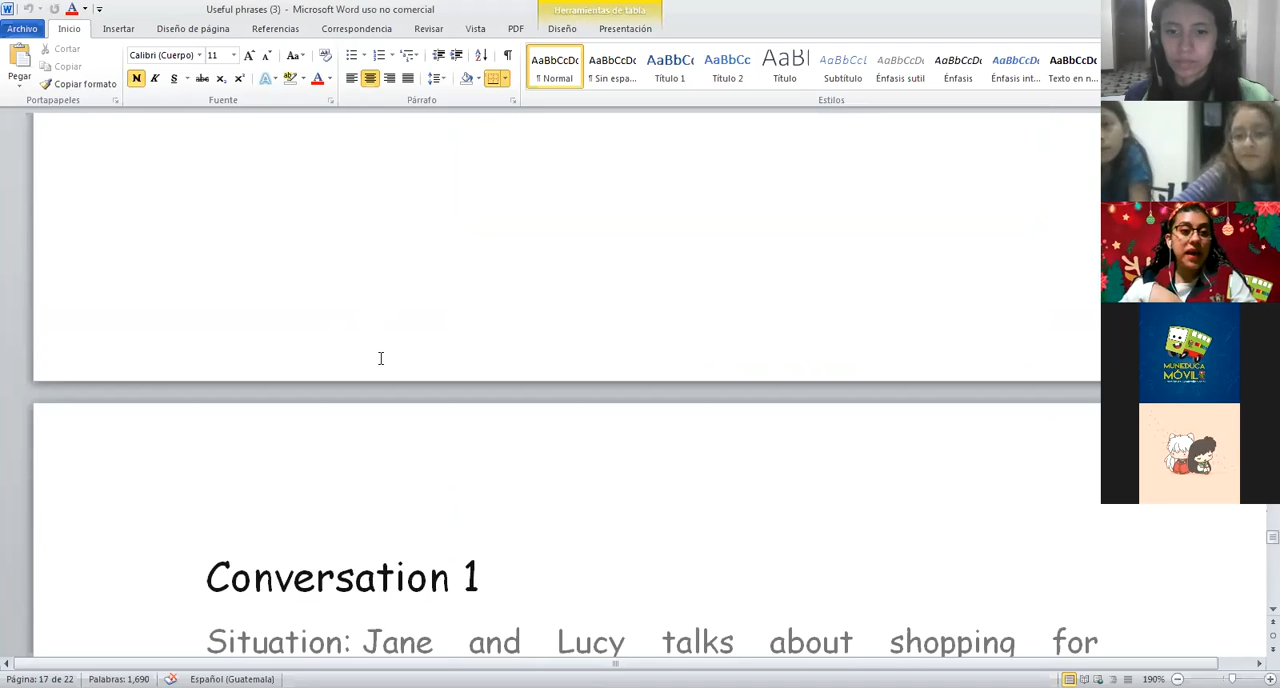 Useful phrases (3) - Microsoft Word uso no comercial
Herramientas de tabla
Archivo Inicio Insertar Diseño de página Referencias Correspondencia Revisar Vista PDF Diseño Presentación
Cortar
Copiar
Copiar formato
Pegar
Portapapeles
Calibri (Cuerpo) 11
Fuente
Párrafo
AaBbCcDc AaBbCcDc AaBbCc AaBbCc AaBl AaBbCcL AaBbCcDc AaBbCcDc AaBbCcDc AaBbCcDc
¶ Normal ¶ Sin espa... Título 1 Título 2 Título Subtítulo Énfasis sutil Énfasis Énfasis int... Texto en n...
Estilos
MUNIEDUCA
MÓVIL
Conversation 1
Situation: Jane and Lucy talks about shopping for
Página: 17 de 22 Palabras: 1,690 Español (Guatemala) 190%